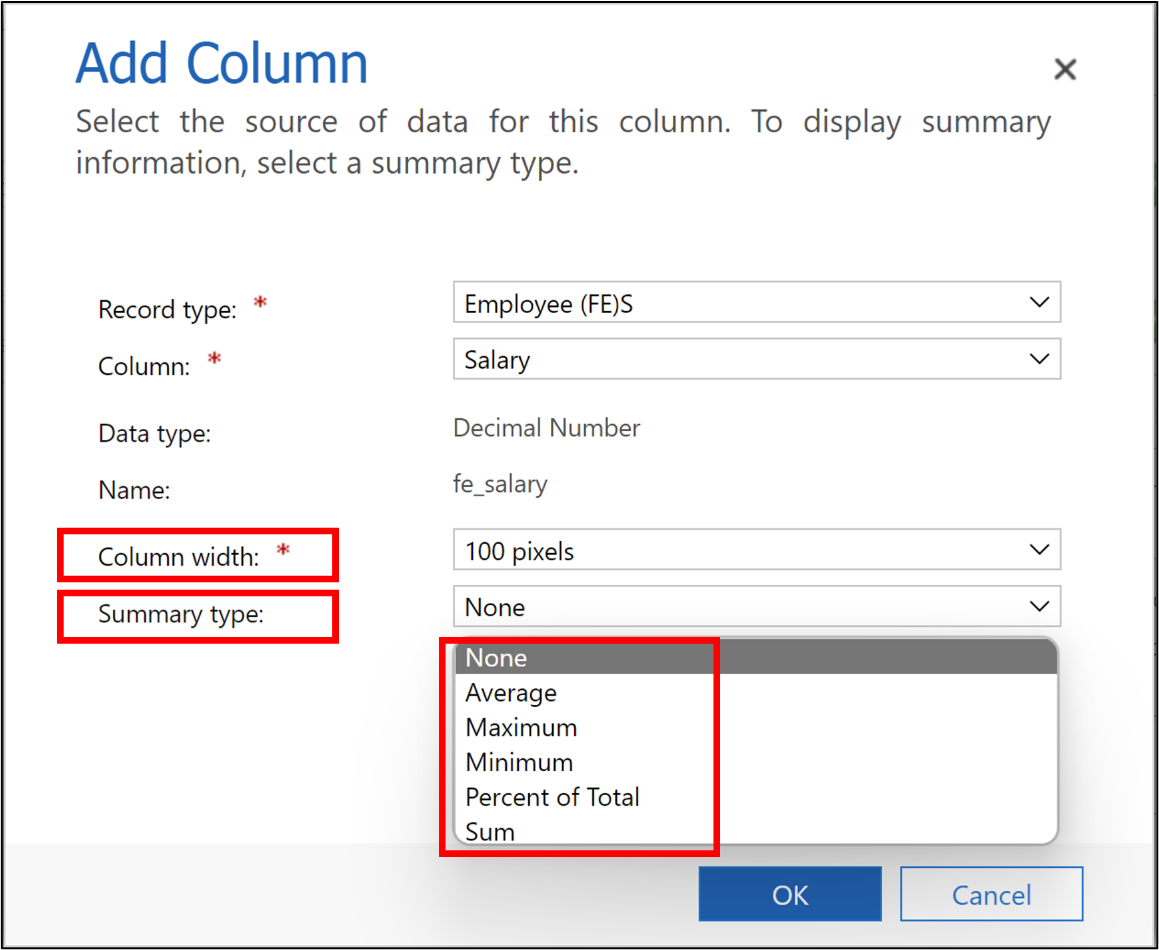 Add Column
Select the source of data for this column. To display summary
information, select a summary type.
Record type: * Employee (FE)S
Column: * Salary
Data type: Decimal Number
Name: fe_salary
Column width: * 100 pixels
Summary type: None
None
Average
Maximum
Minimum
Percent of Total
Sum
OK Cancel